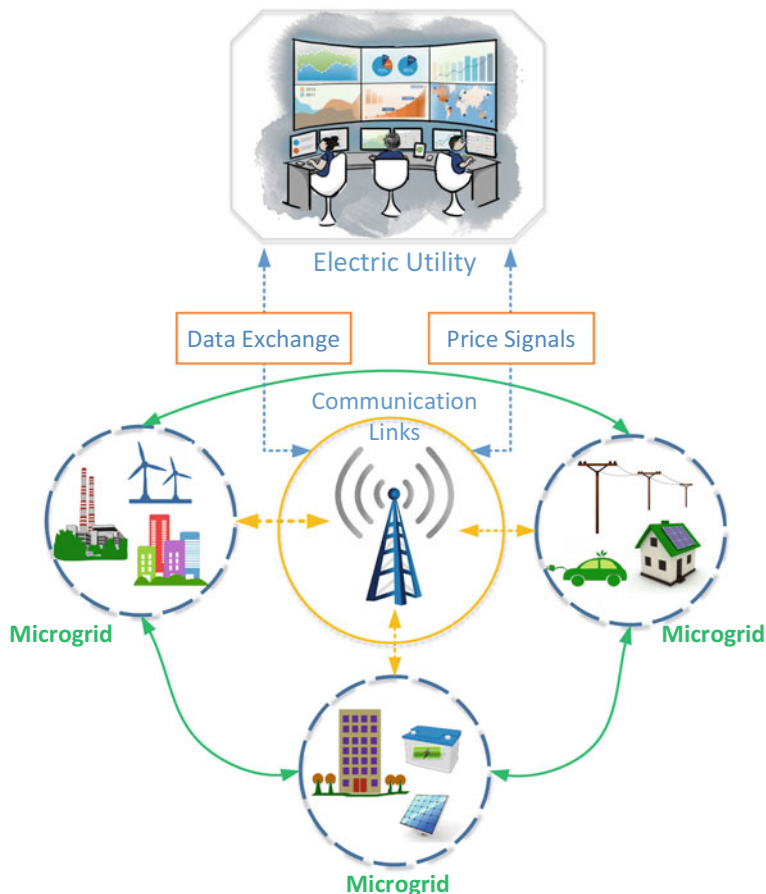 Electric Utility
Data Exchange
Price Signals
Communication
Links
Microgrid
Microgrid
Microgrid